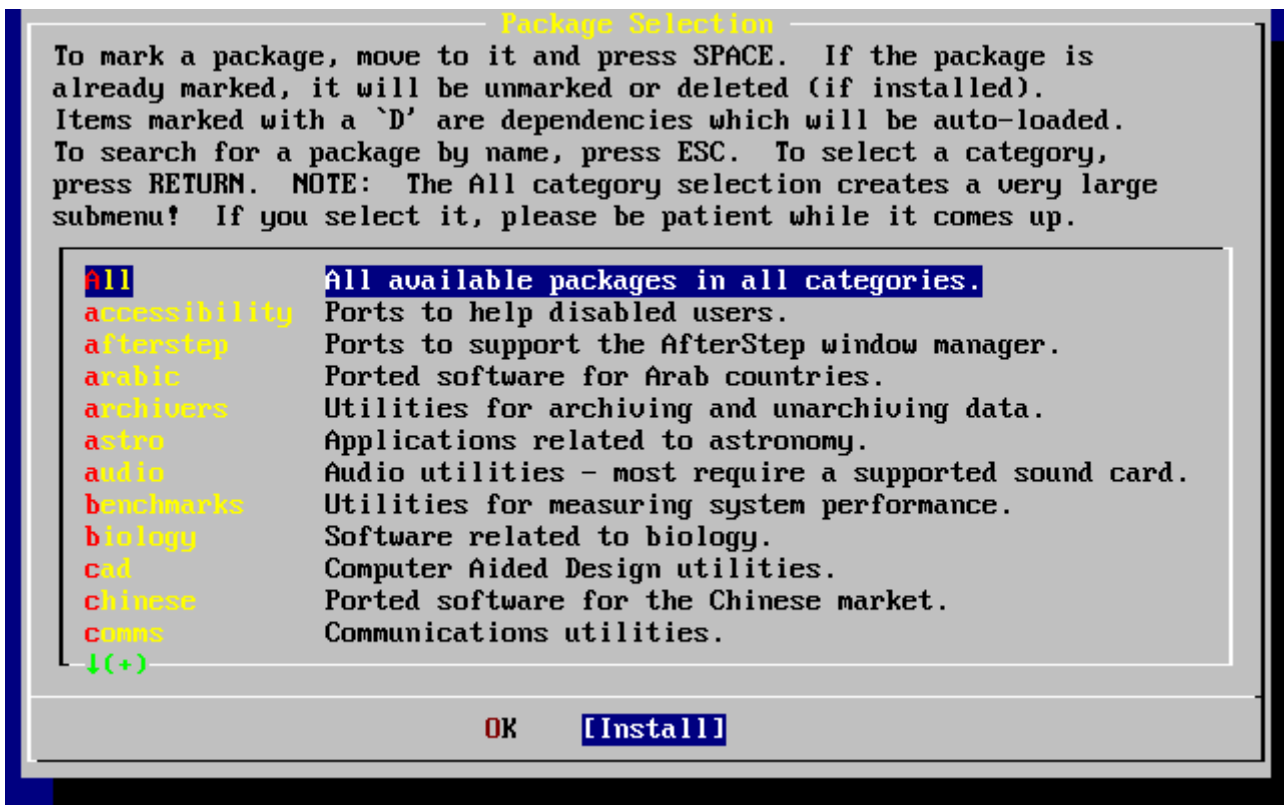 Package Selection
To mark a package, move to it and press SPACE.  If the package is
already marked, it will be unmarked or deleted (if installed).
Items marked with a `D' are dependencies which will be auto-loaded.
To search for a package by name, press ESC.  To select a category,
press RETURN.  NOTE:  The All category selection creates a very large
submenu!  If you select it, please be patient while it comes up.
All All available packages in all categories.
accessibility Ports to help disabled users.
afterstep Ports to support the AfterStep window manager.
arabic Ported software for Arab countries.
archivers Utilities for archiving and unarchiving data.
astro Applications related to astronomy.
audio Audio utilities - most require a supported sound card.
benchmarks Utilities for measuring system performance.
biology Software related to biology.
cad Computer Aided Design utilities.
chinese Ported software for the Chinese market.
comms Communications utilities.
↓(+)
OK [Install]